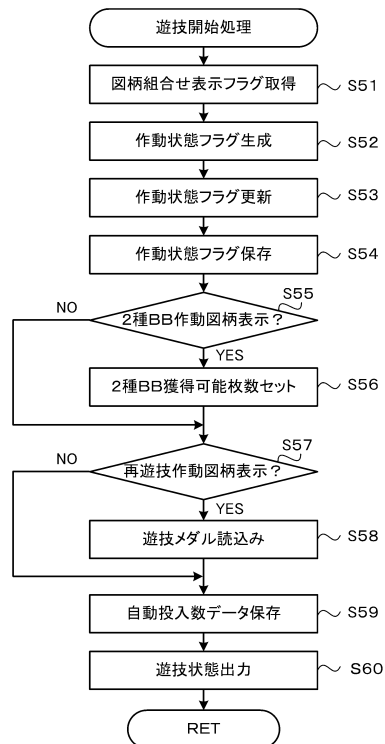 遊技開始処理
図柄組合せ表示フラグ取得 S51
作動状態フラグ生成 S52
作動状態フラグ更新 S53
作動状態フラグ保存 S54
S55
NO
2種BB作動図柄表示?
YES
2種BB獲得可能枚数セット S56
S57
NO
再遊技作動図柄表示?
YES
遊技メダル読込み S58
自動投入数データ保存 S59
遊技状態出力 S60
RET